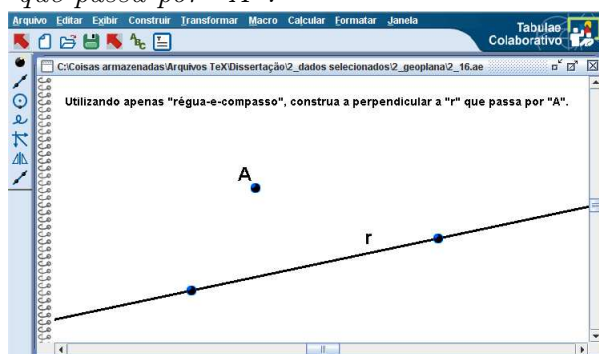 que passa por "A".
Arquivo Editar Exibir Construir Transformar Macro Calcular Formatar Janela
Tabulae
Colaborativo
ABC
C:\Coisas armazenadas\Arquivos TeX\Dissertação\2_dados selecionados\2_geoplana\2_16.ae
Utilizando apenas "régua-e-compasso", construa a perpendicular a "r" que passa por "A".
A
r